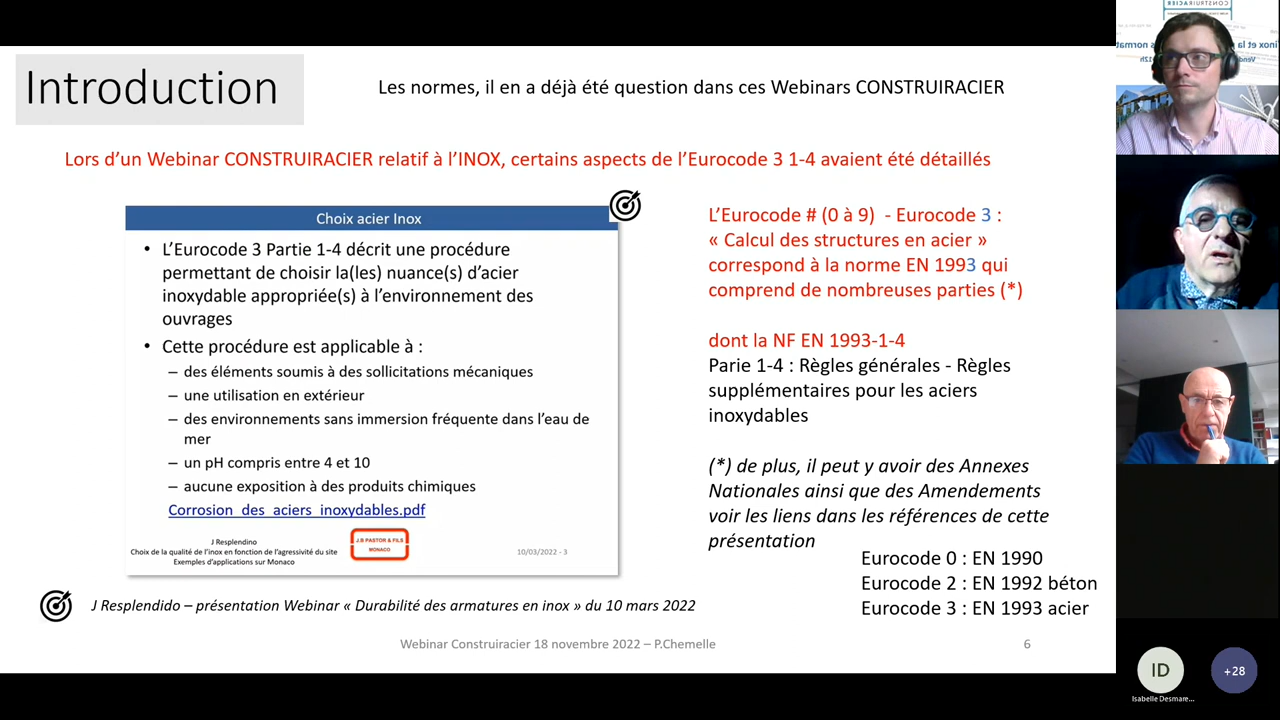 Introduction
Les normes, il en a déjà été question dans ces Webinars CONSTRUIRACIER
Lors d'un Webinar CONSTRUIRACIER relatif à l'INOX, certains aspects de l'Eurocode 3 1-4 avaient été détaillés
Choix acier Inox
• L'Eurocode 3 Partie 1-4 décrit une procédure
permettant de choisir la(les) nuance(s) d'acier
inoxydable appropriée(s) à l'environnement des
ouvrages
• Cette procédure est applicable à :
– des éléments soumis à des sollicitations mécaniques
– une utilisation en extérieur
– des environnements sans immersion fréquente dans l'eau de
mer
– un pH compris entre 4 et 10
– aucune exposition à des produits chimiques
Corrosion_des_aciers_inoxydables.pdf
J Resplendino
Choix de la qualité de l'inox en fonction de l'agressivité du site
Exemples d'applications sur Monaco
J.B PASTOR & FILS
MONACO
10/03/2022 - 3
L'Eurocode # (0 à 9) - Eurocode 3 :
« Calcul des structures en acier »
correspond à la norme EN 1993 qui
comprend de nombreuses parties (*)
dont la NF EN 1993-1-4
Parie 1-4 : Règles générales - Règles
supplémentaires pour les aciers
inoxydables
(*) de plus, il peut y avoir des Annexes
Nationales ainsi que des Amendements
voir les liens dans les références de cette
présentation
Eurocode 0 : EN 1990
Eurocode 2 : EN 1992 béton
Eurocode 3 : EN 1993 acier
J Resplendido – présentation Webinar « Durabilité des armatures en inox » du 10 mars 2022
Webinar Construiracier 18 novembre 2022 – P.Chemelle
6
CONSTRUIRACIER
ID
+28
Isabelle Desmare...